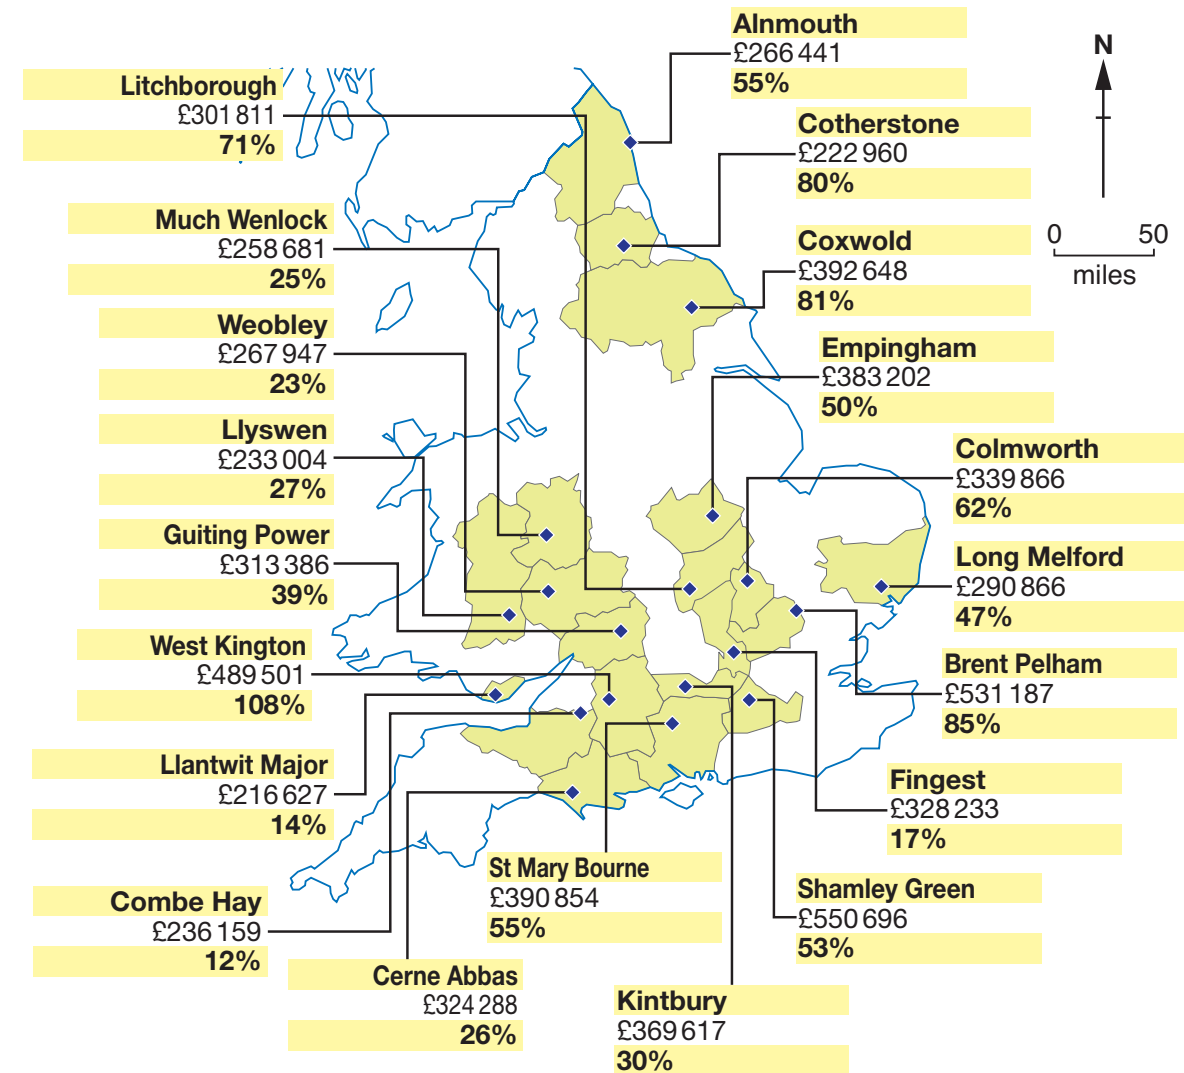 Alnmouth
£266 441
55%
Litchborough
£301 811
71%
N
Cotherstone
£222 960
80%
Much Wenlock
£258 681
25%
Coxwold
£392 648
81%
0 50
miles
Weobley
£267 947
23%
Empingham
£383 202
50%
Llyswen
£233 004
27%
Colmworth
£339 866
62%
Guiting Power
£313 386
39%
Long Melford
£290 866
47%
West Kington
£489 501
108%
Brent Pelham
£531 187
85%
Llantwit Major
£216 627
14%
Fingest
£328 233
17%
St Mary Bourne
£390 854
55%
Shamley Green
£550 696
53%
Combe Hay
£236 159
12%
Cerne Abbas
£324 288
26%
Kintbury
£369 617
30%